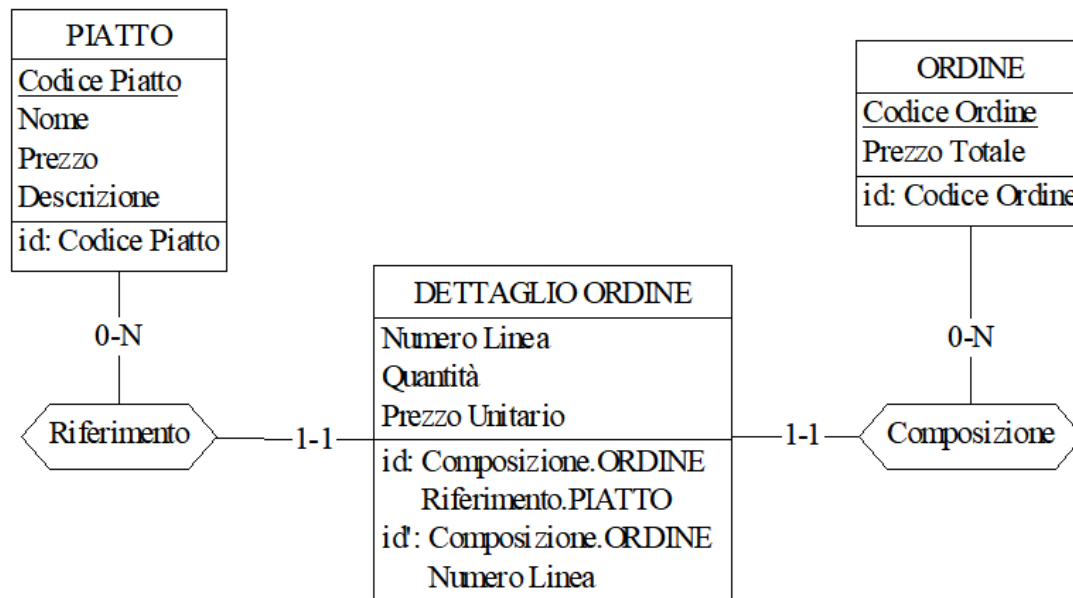 PIATTO
Codice Piatto
Nome
Prezzo
Descrizione
id: Codice Piatto
ORDINE
Codice Ordine
Prezzo Totale
id: Codice Ordine
0-N
0-N
DETTAGLIO ORDINE
Numero Linea
Quantità
Prezzo Unitario
id: Composizione.ORDINE
Riferimento.PIATTO
id': Composizione.ORDINE
Numero Linea
Riferimento
1-1
1-1
Composizione